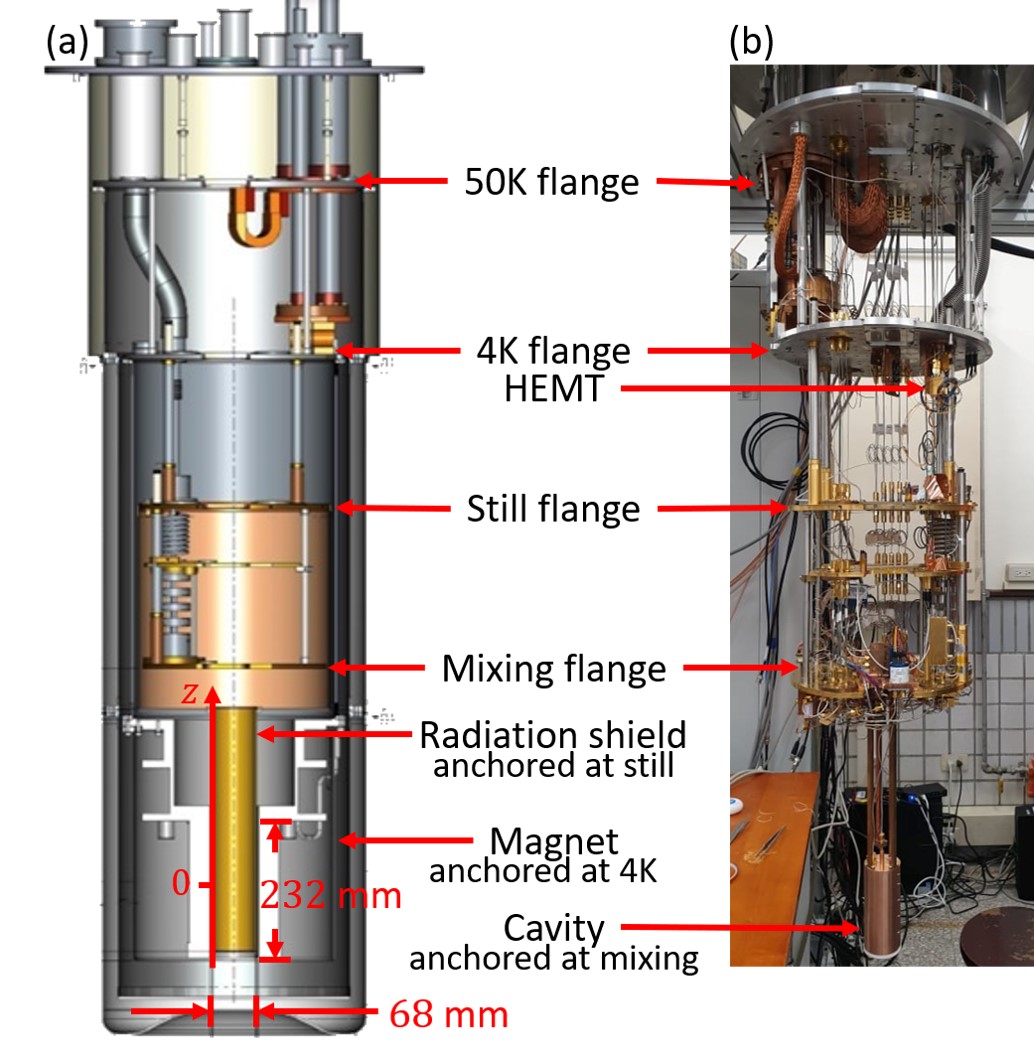 (a)
(b)
50K flange
4K flange
HEMT
Still flange
Mixing flange
z
Radiation shield
anchored at still
Magnet
anchored at 4K
0
232 mm
Cavity
anchored at mixing
68 mm